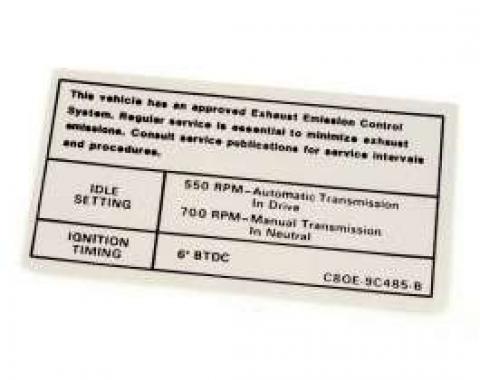 This vehicle has an approved Exhaust Emission Control
System. Regular service is essential to minimize exhaust
emissions. Consult service publications for service intervals
and procedures.
IDLE
SETTING
550 RPM–Automatic Transmission
In Drive
700 RPM–Manual Transmission
In Neutral
IGNITION
TIMING
6° BTDC
C8OE-9C485-B